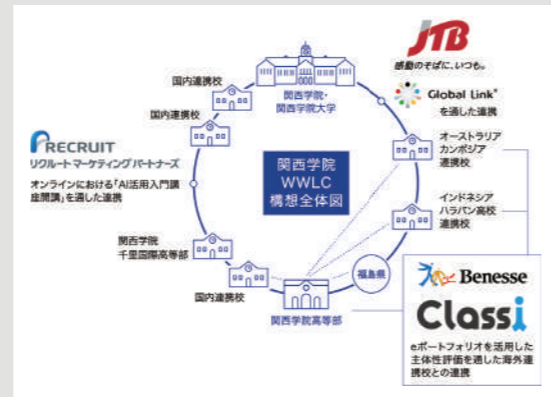 JTB
感動のそばに、いつも。
Global Link
を通した連携
国内連携校
国内連携校
関西学院・
関西学院大学
RECRUIT
リクルート マーケティングパートナーズ
オンラインにおける「AI活用入門講
座開講」を通した連携
関西学院
WWLC
構想全体図
オーストラリア
カンボジア
連携校
インドネシア
ハラパン高校
連携校
関西学院
千里国際高等部
国内連携校
関西学院高等部
福島県
Benesse
Classi
eポートフォリオを活用した
主体性評価を通した海外連
携校との連携